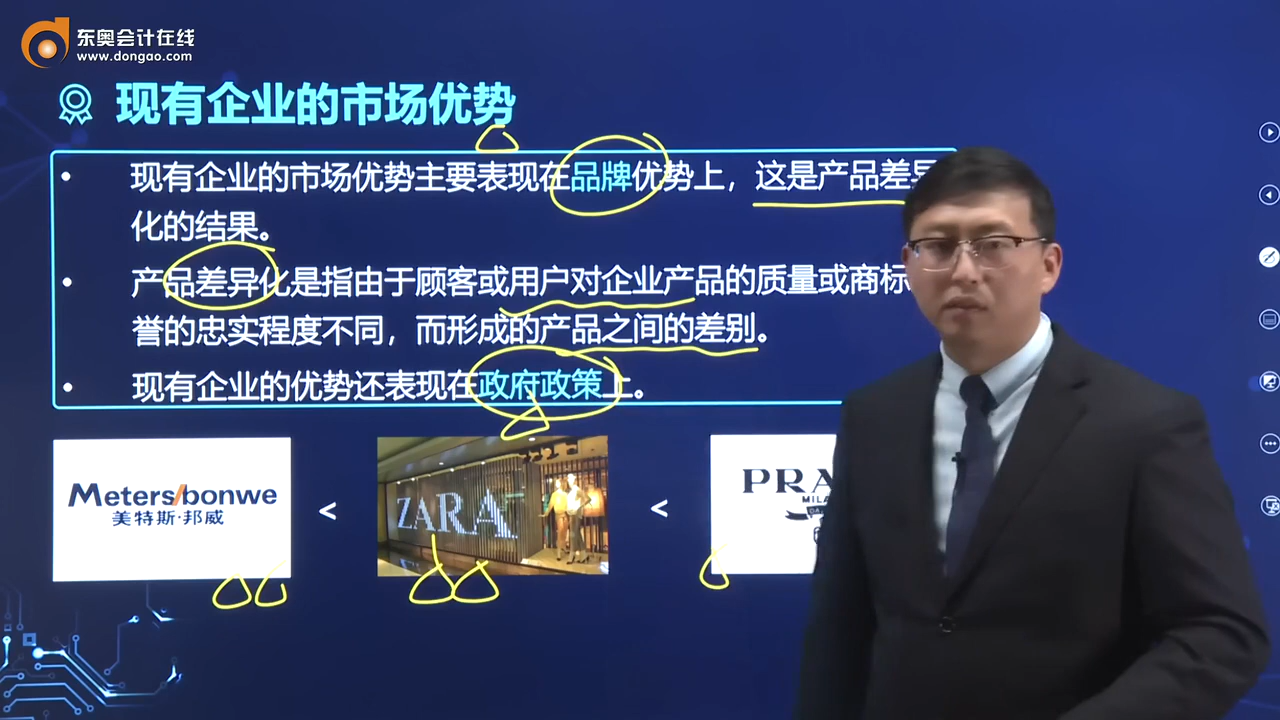 东奥会计在线
www.dongao.com
现有企业的市场优势
现有企业的市场优势主要表现在品牌优势上，这是产品差异
化的结果。
产品差异化是指由于顾客或用户对企业产品的质量或商标
誉的忠实程度不同，而形成的产品之间的差别。
现有企业的优势还表现在政府政策上。
Meters/bonwe
美特斯·邦威
<
ZARA
<
PRA
MILA